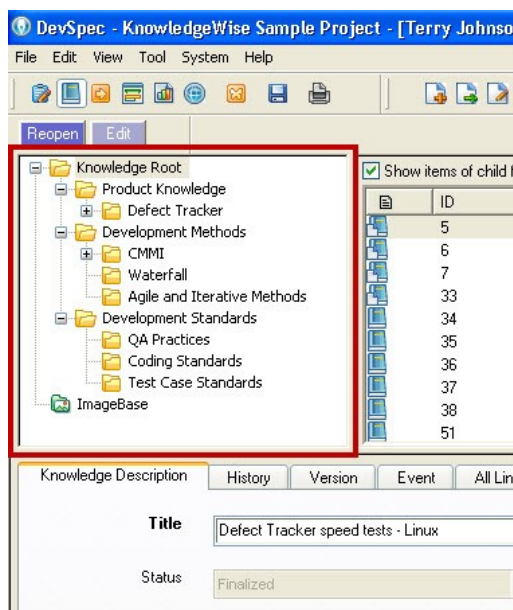 DevSpec - KnowledgeWise Sample Project - [Terry Johnso
File Edit View Tool System Help
Reopen Edit
Knowledge Root
Product Knowledge
Defect Tracker
Development Methods
CMMI
Waterfall
Agile and Iterative Methods
Development Standards
QA Practices
Coding Standards
Test Case Standards
ImageBase
Show items of child f
ID
5
6
7
33
34
35
36
37
38
51
Knowledge Description History Version Event All Lin
Title Defect Tracker speed tests - Linux
Status Finalized